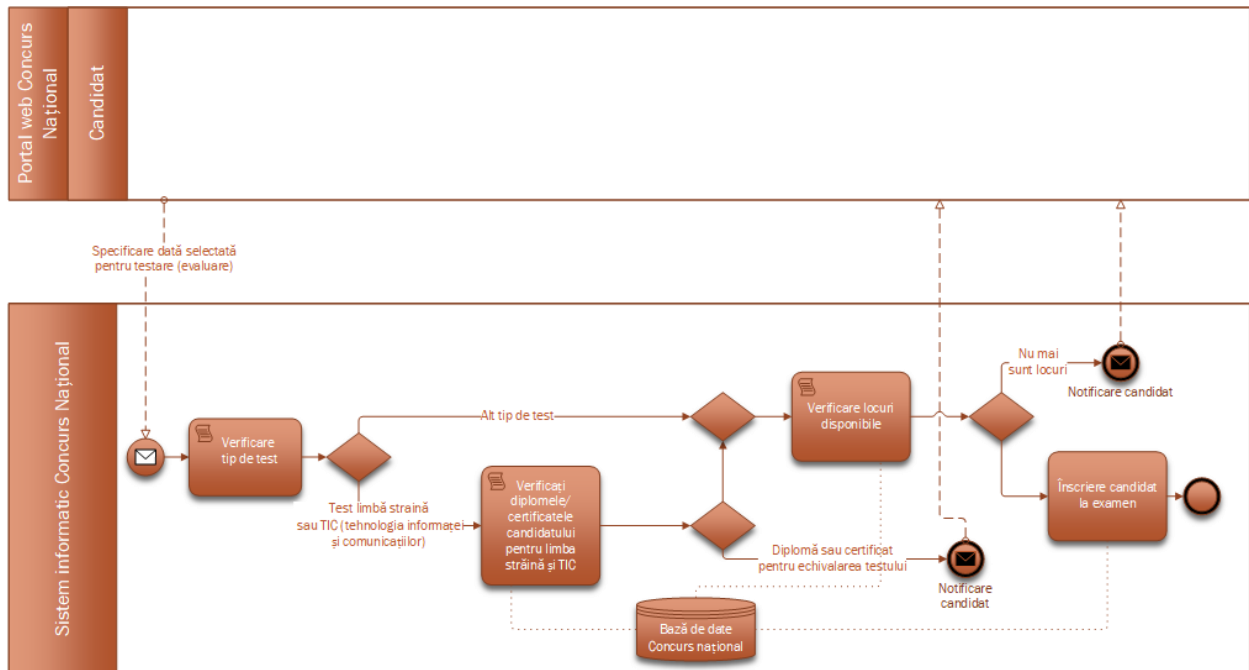 Portal web Concurs
Național
Candidat
Specificare dată selectată
pentru testare (evaluare)
Sistem informatic Concurs Național
Verificare
tip de test
Alt tip de test
Test limbă straină
sau TIC (tehnologia informației
și comunicațiilor)
Verificați
diplomele/
certificatele
candidatului
pentru limba
străină și TIC
Verificare locuri
disponibile
Nu mai
sunt locuri
Notificare candidat
Înscriere candidat
la examen
Diplomă sau certificat
pentru echivalarea testului
Notificare
candidat
Bază de date
Concurs național